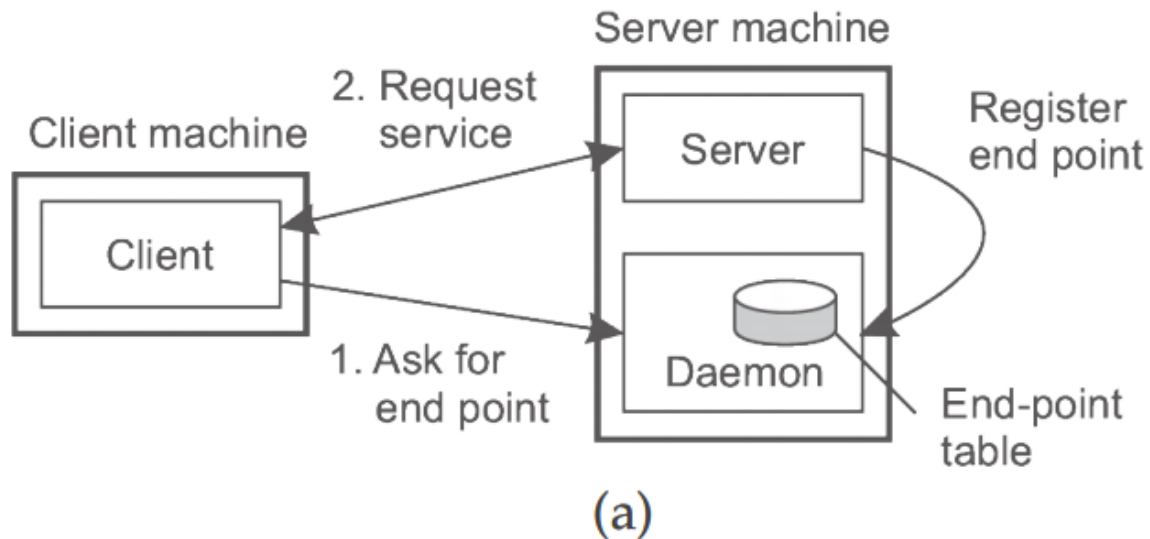 Server machine
2. Request
service
Register
end point
Client machine
Server
Client
1. Ask for
end point
Daemon
End-point
table
(a)